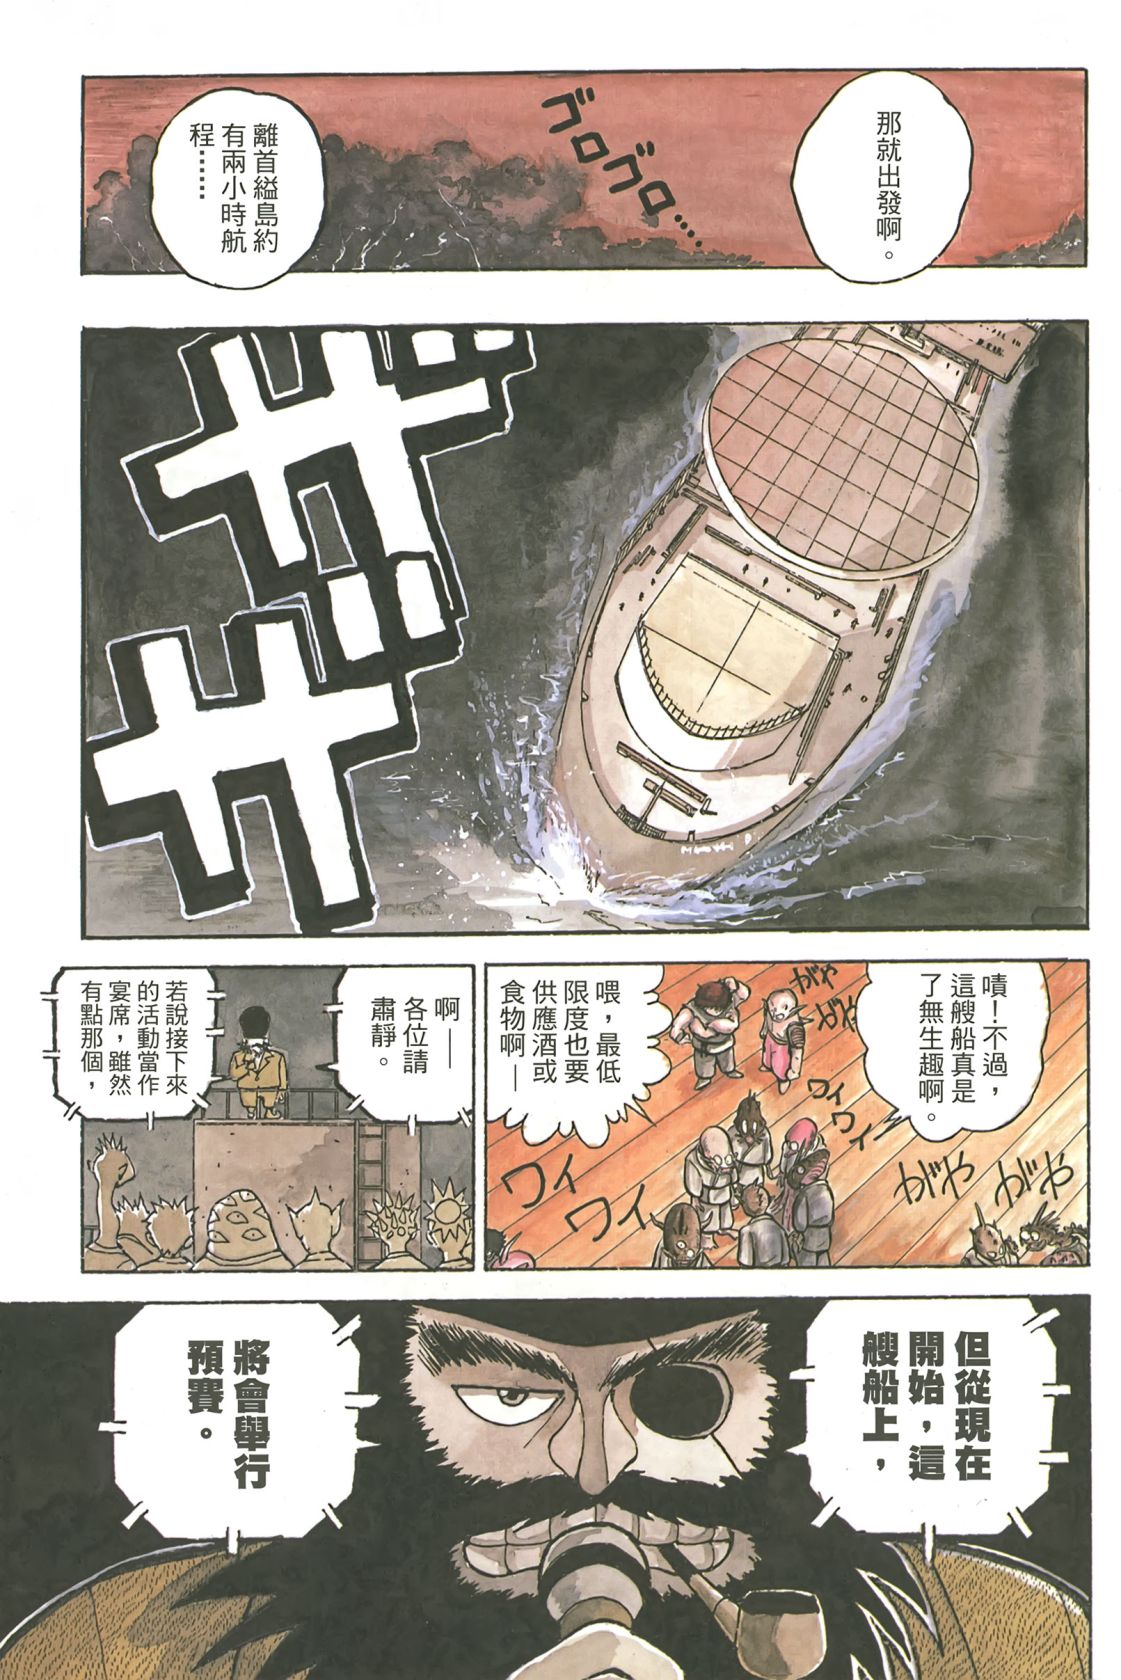 那就出發啊。
ゴロゴロ……
離首縊島約
有兩小時航
程……
ザザ
嘖！不過，
這艘船真是
了無生趣啊。
がや
がや
ワイ
ワイ
がや
がや
ワイ
ワイ
喂，最低
限度也要
供應酒或
食物啊—
啊—
各位請
肅靜。
若說接下來
的活動當作
宴席，雖然
有點那個，
但從現在
開始，這
艘船上，
將會舉行
預賽。